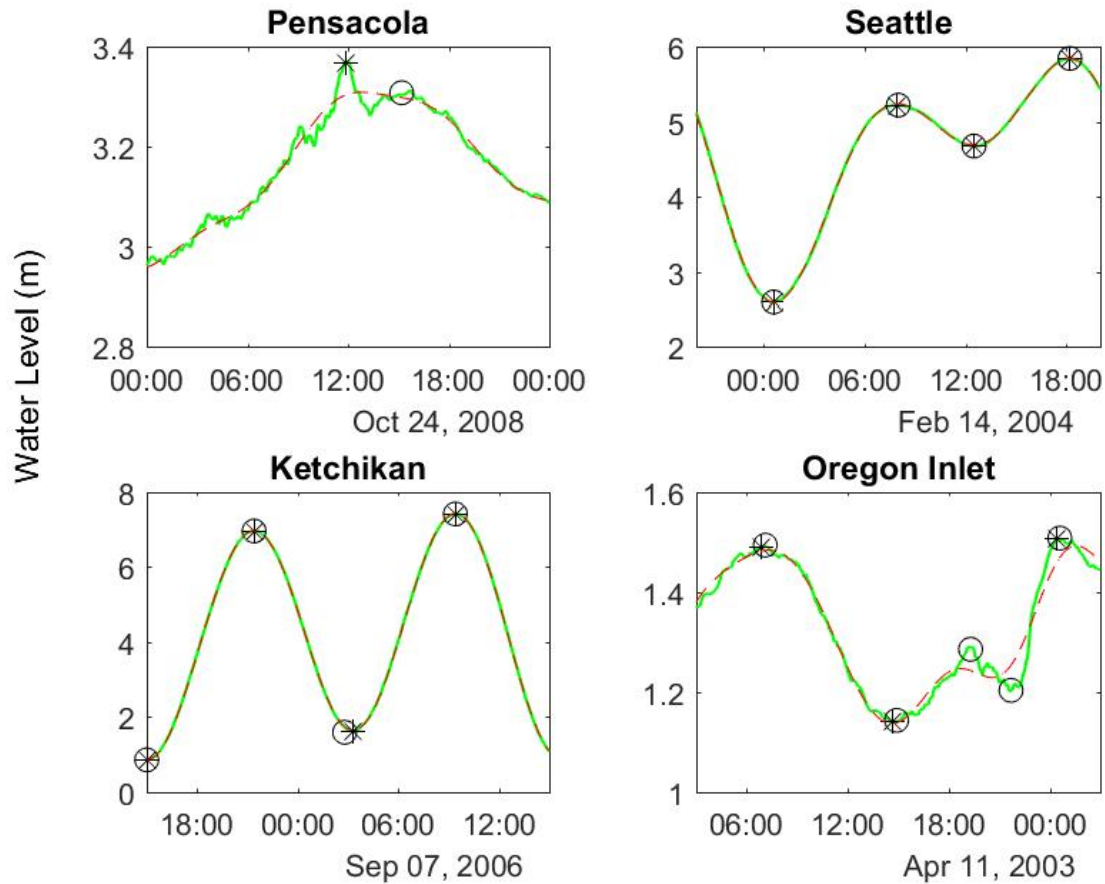 Pensacola
Seattle
3.4
3.2
3
2.8
00:00 06:00 12:00 18:00 00:00
Oct 24, 2008
6
5
4
3
2
00:00 06:00 12:00 18:00
Feb 14, 2004
Water Level (m)
Ketchikan
Oregon Inlet
8
6
4
2
0
18:00 00:00 06:00 12:00
Sep 07, 2006
1.6
1.4
1.2
1
06:00 12:00 18:00 00:00
Apr 11, 2003